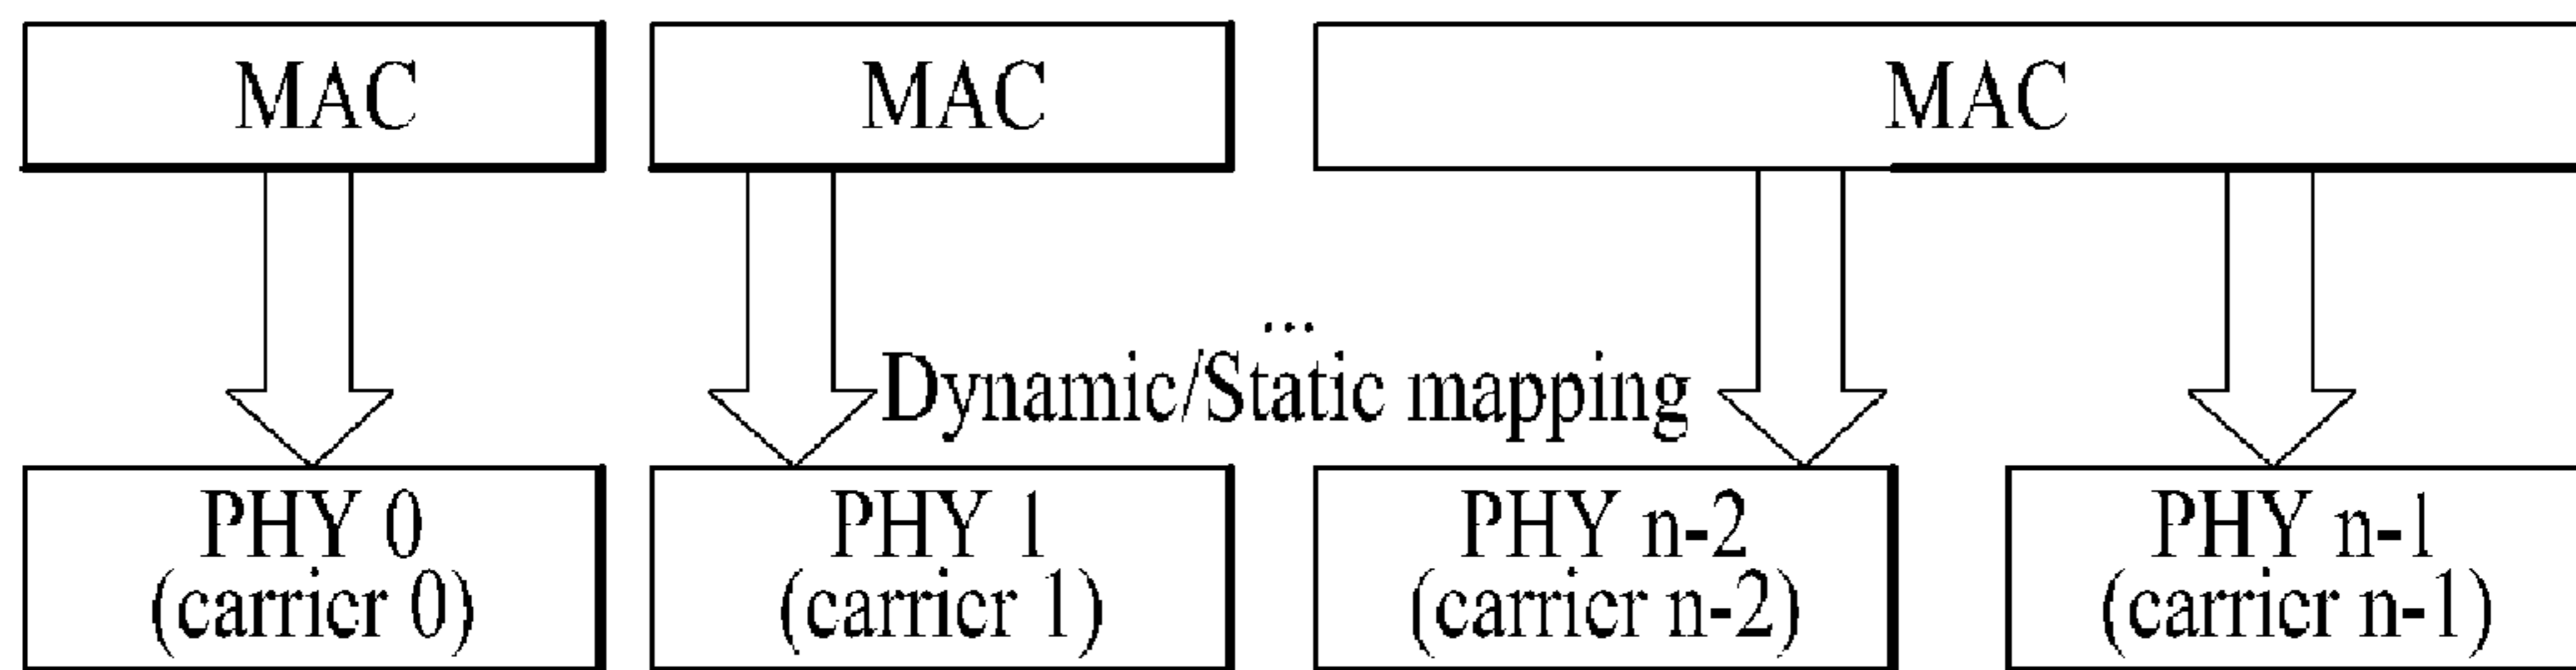 MAC
MAC
MAC
...
Dynamic/Static mapping
PHY 0
(carricr 0)
PHY 1
(carricr 1)
PHY n-2
(carricr n-2)
PHY n-1
(carricr n-1)